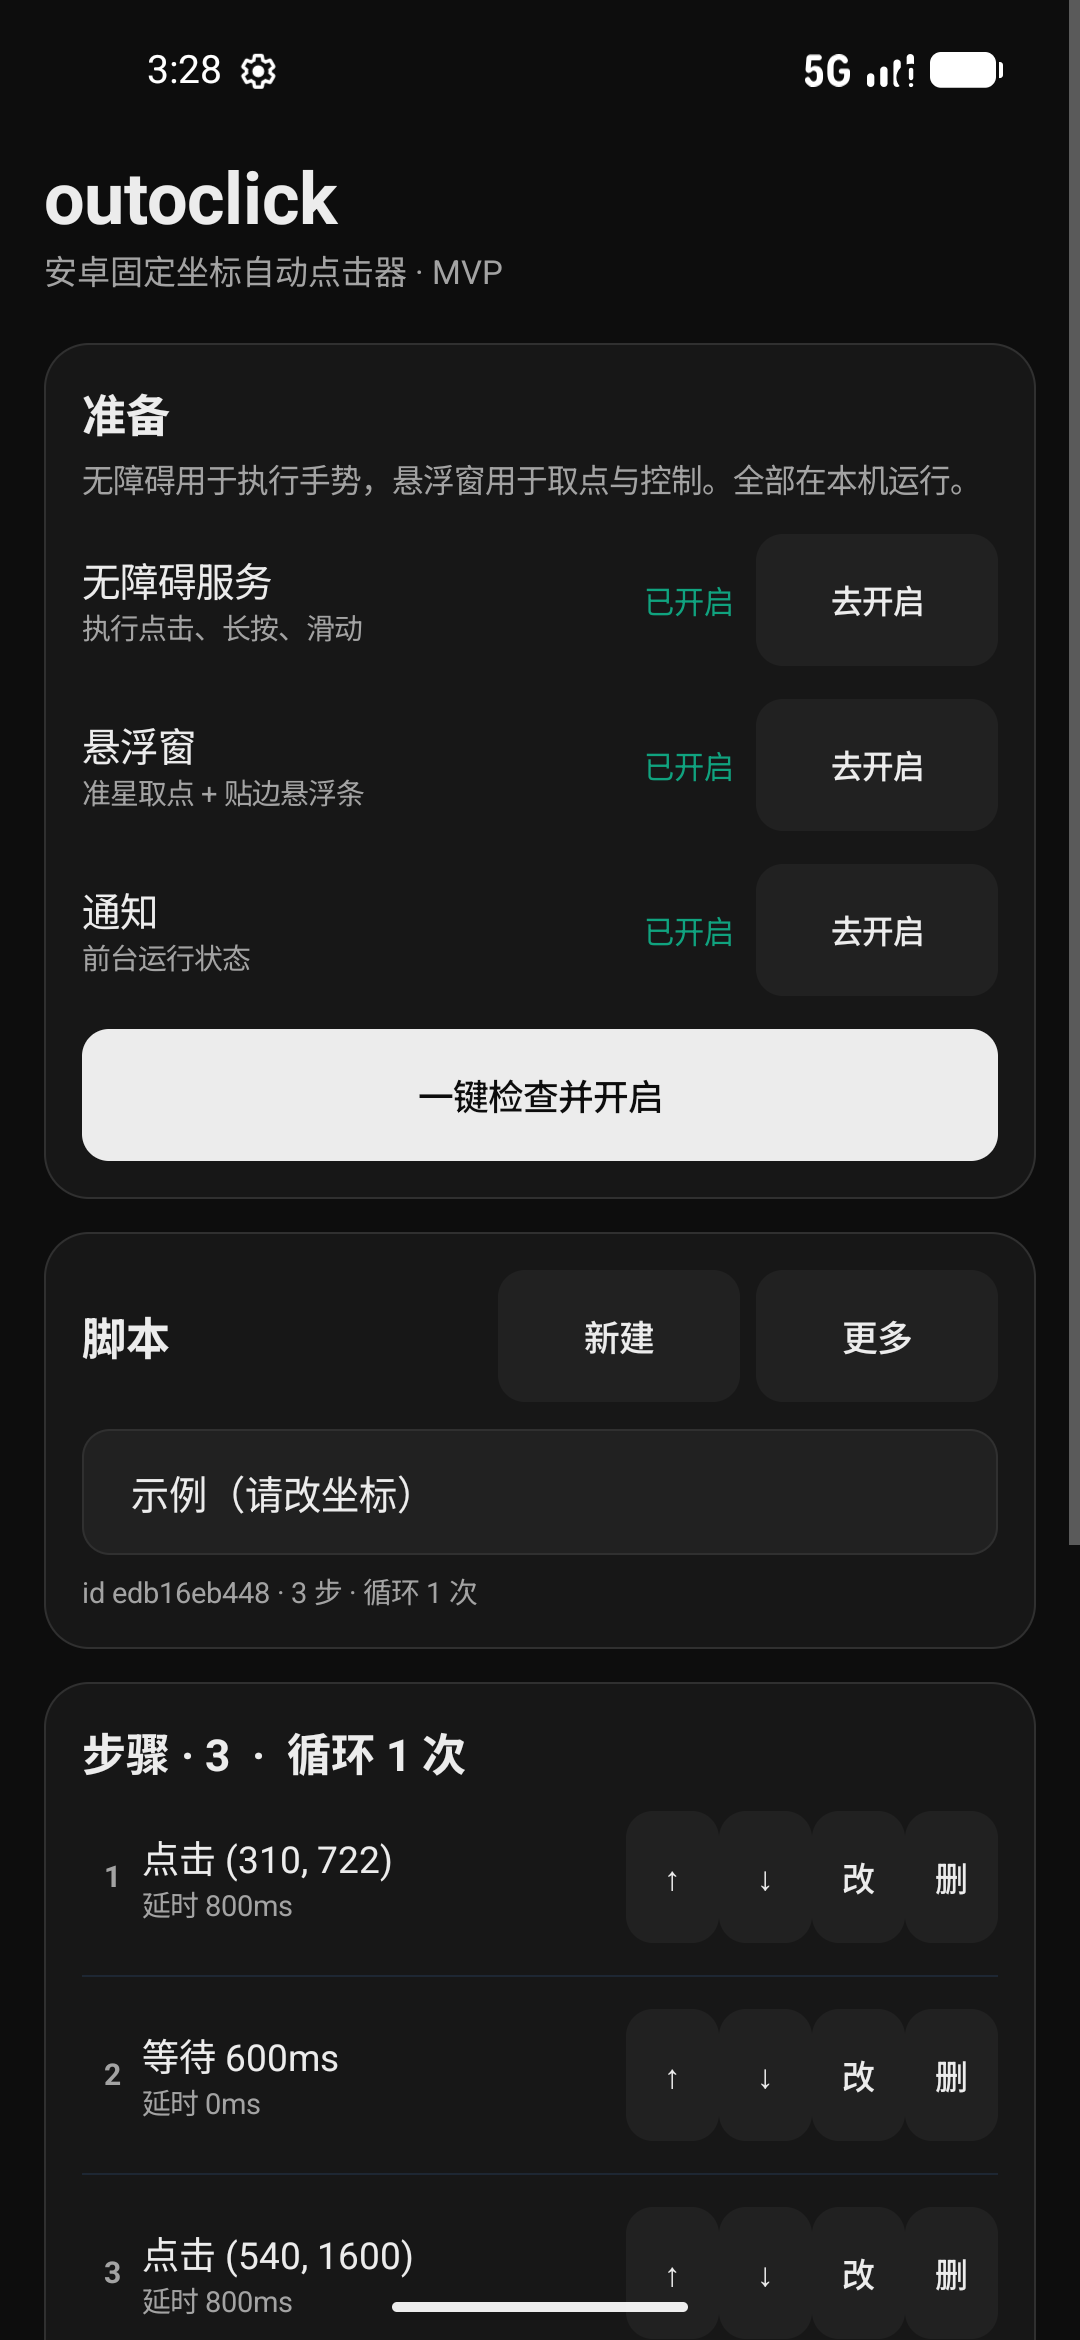 3:28
5G
outoclick
安卓固定坐标自动点击器 · MVP
准备
无障碍用于执行手势，悬浮窗用于取点与控制。全部在本机运行。
无障碍服务
执行点击、长按、滑动
已开启
去开启
悬浮窗
准星取点 + 贴边悬浮条
已开启
去开启
通知
前台运行状态
已开启
去开启
一键检查并开启
脚本
新建
更多
示例（请改坐标）
id edb16eb448 · 3 步 · 循环 1 次
步骤 · 3 · 循环 1 次
1
点击 (310, 722)
延时 800ms
↑ ↓ 改 删
2
等待 600ms
延时 0ms
↑ ↓ 改 删
3
点击 (540, 1600)
延时 800ms
↑ ↓ 改 删